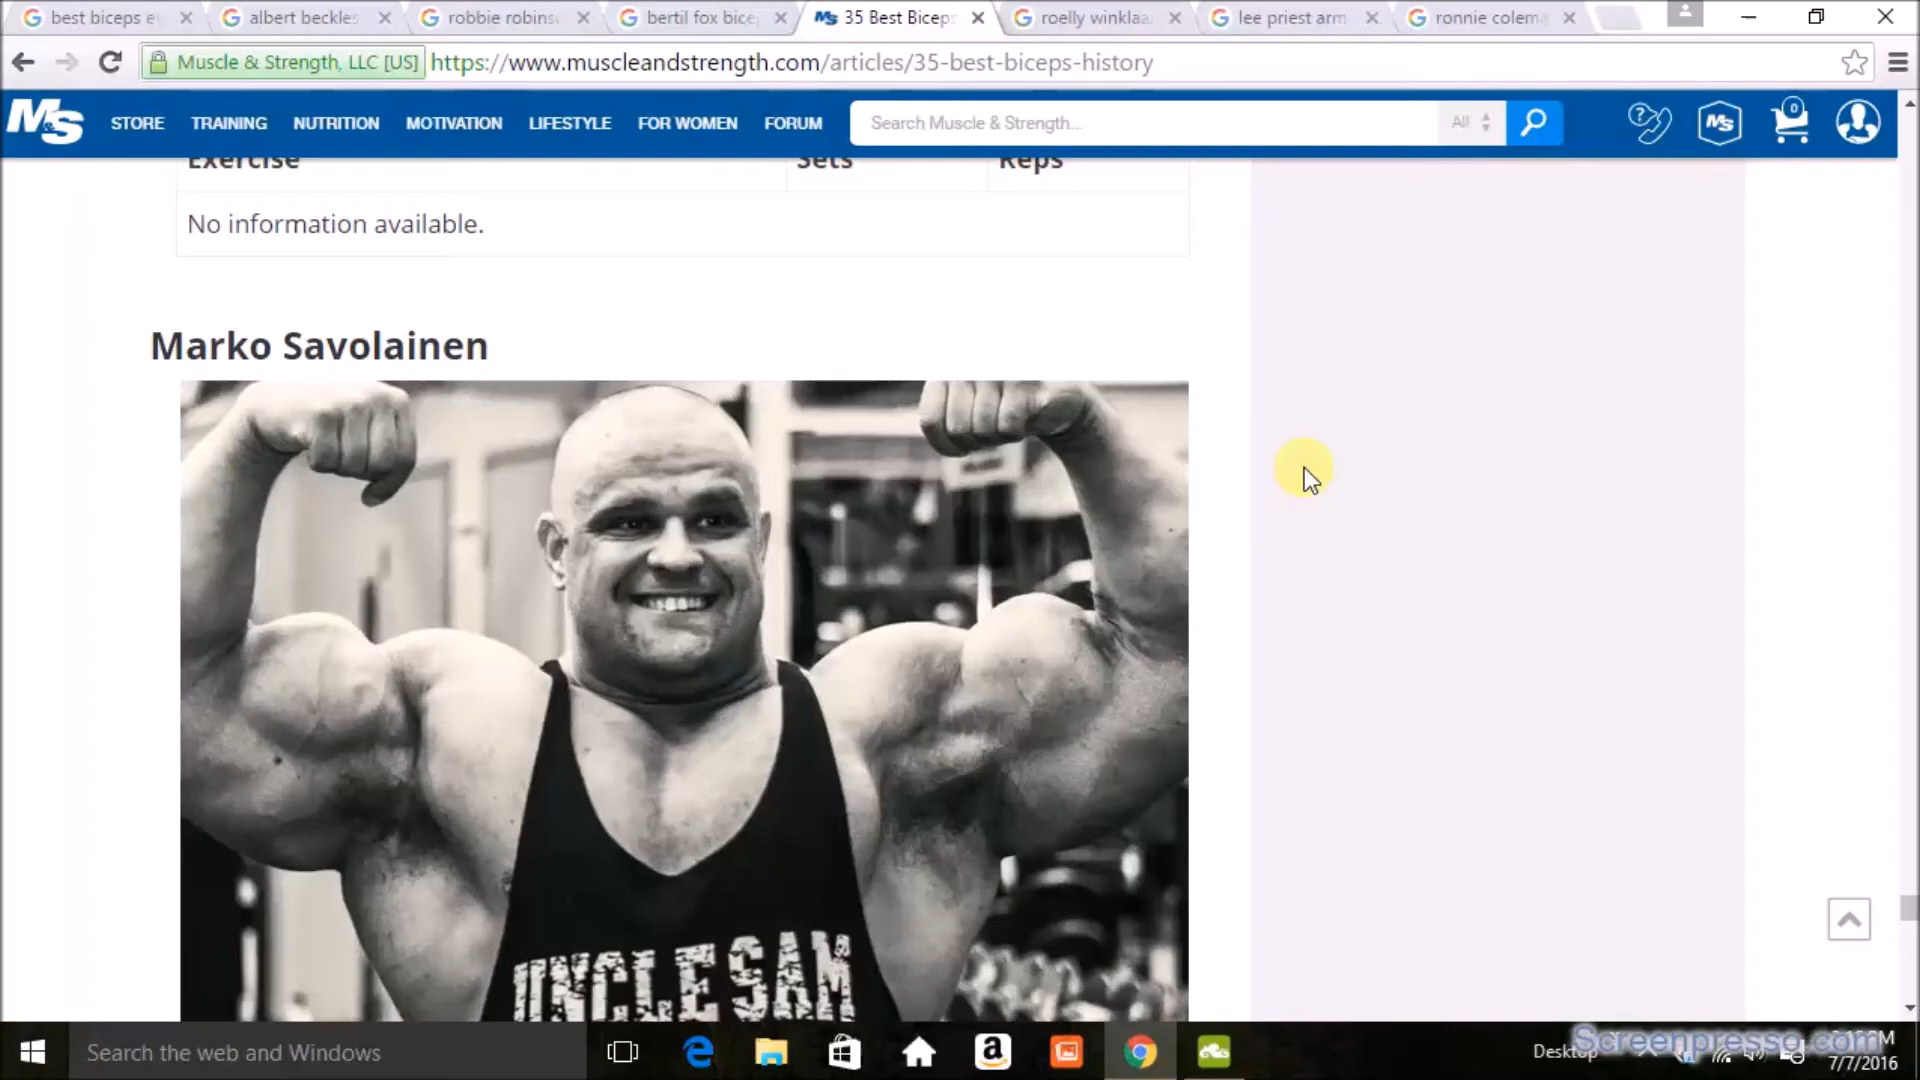 best biceps e
albert beckles
robbie robins
bertil fox bice
35 Best Biceps
roelly winklaa
lee priest arm
ronnie colema
Muscle & Strength, LLC [US] https://www.muscleandstrength.com/articles/35-best-biceps-history
M&S STORE TRAINING NUTRITION MOTIVATION LIFESTYLE FOR WOMEN FORUM Search Muscle & Strength... All MS 0
Exercise Sets Reps
No information available.
Marko Savolainen
UNCLE SAM
Search the web and Windows
Desktop
Screenpresso.com
7/7/2016